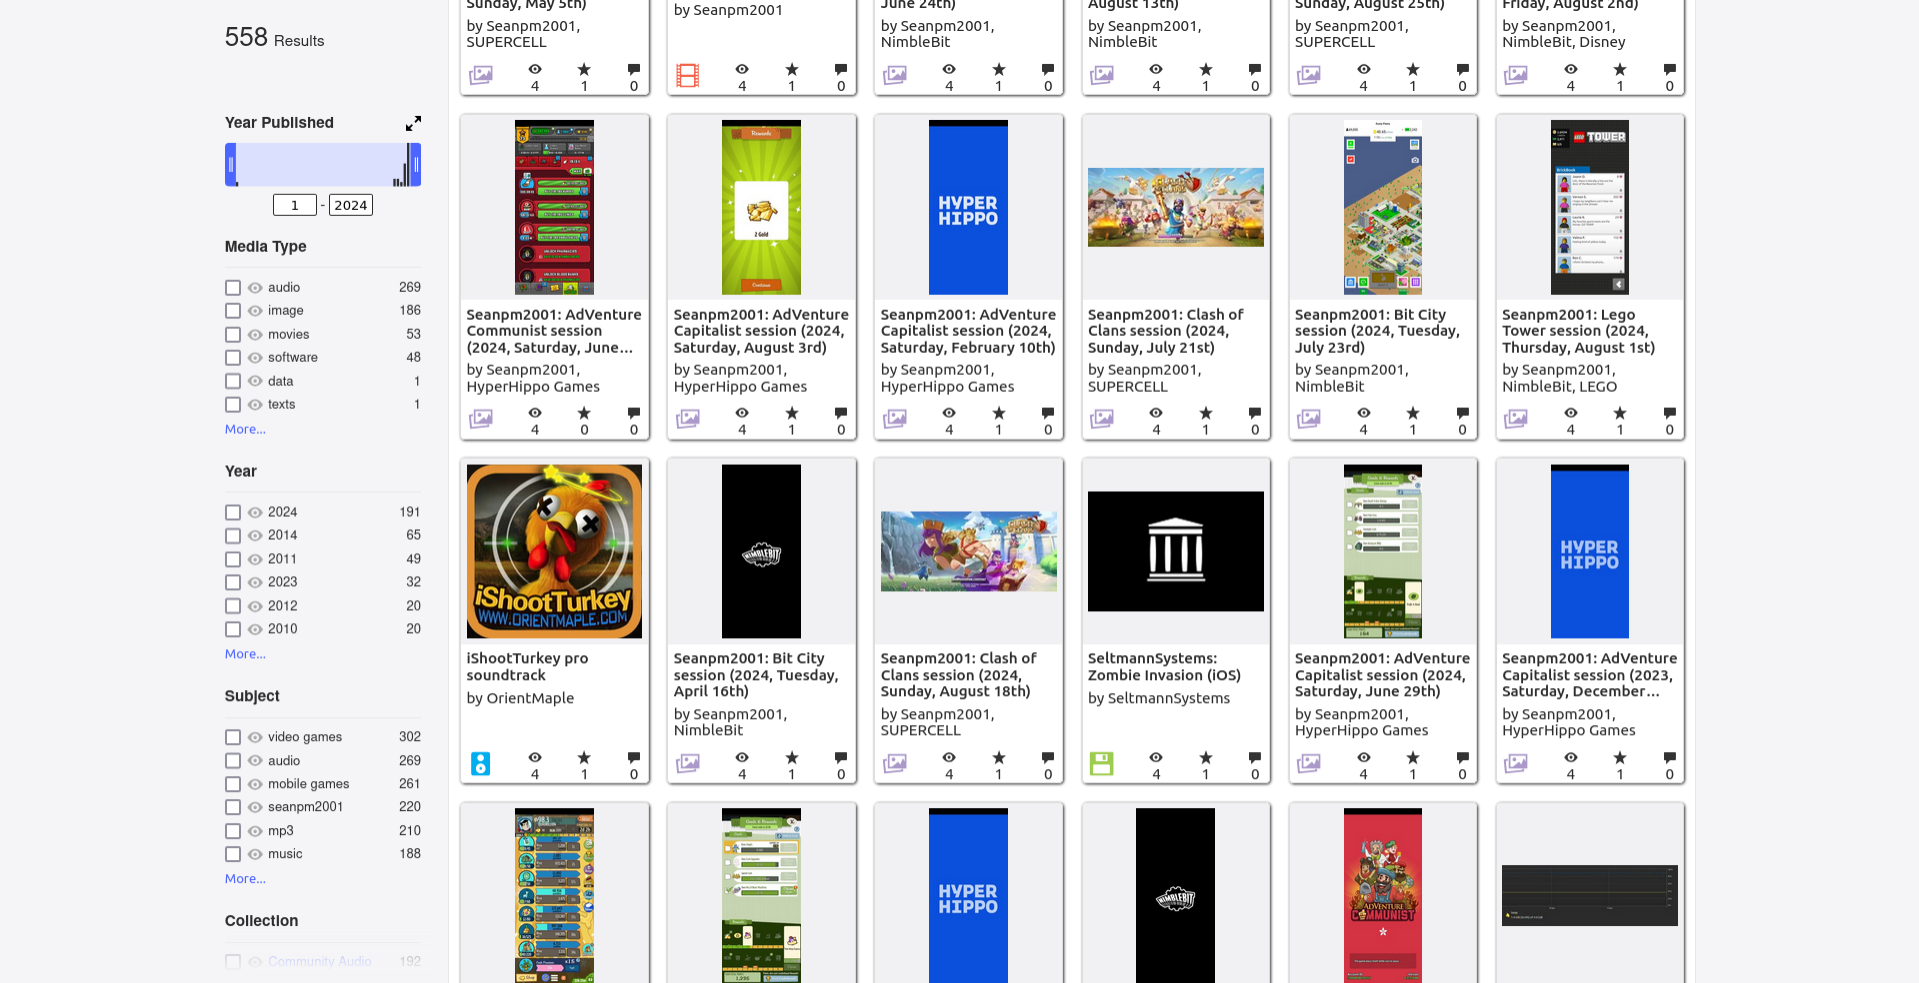 558 Results
Year Published
1 - 2024
Media Type
audio 269
image 186
movies 53
software 48
data 1
texts 1
More...
Year
2024 191
2014 65
2011 49
2023 32
2012 20
2010 20
More...
Subject
video games 302
audio 269
mobile games 261
seanpm2001 220
mp3 210
music 188
More...
Collection
Community Audio 192
Sunday, May 5th)
by Seanpm2001,
SUPERCELL
4 1 0
by Seanpm2001
4 1 0
June 24th)
by Seanpm2001,
NimbleBit
4 1 0
August 13th)
by Seanpm2001,
NimbleBit
4 1 0
Sunday, August 25th)
by Seanpm2001,
SUPERCELL
4 1 0
Friday, August 2nd)
by Seanpm2001,
NimbleBit, Disney
4 1 0
Seanpm2001: AdVenture
Communist session
(2024, Saturday, June...
by Seanpm2001,
HyperHippo Games
4 0 0
Rewards
2 Gold
Continue
Seanpm2001: AdVenture
Capitalist session (2024,
Saturday, August 3rd)
by Seanpm2001,
HyperHippo Games
4 1 0
HYPER
HIPPO
Seanpm2001: AdVenture
Capitalist session (2024,
Saturday, February 10th)
by Seanpm2001,
HyperHippo Games
4 1 0
Seanpm2001: Clash of
Clans session (2024,
Sunday, July 21st)
by Seanpm2001,
SUPERCELL
4 1 0
Seanpm2001: Bit City
session (2024, Tuesday,
July 23rd)
by Seanpm2001,
NimbleBit
4 1 0
LEGO TOWER
BrickBook
Seanpm2001: Lego
Tower session (2024,
Thursday, August 1st)
by Seanpm2001,
NimbleBit, LEGO
4 1 0
iShootTurkey
WWW.ORIENTMAPLE.COM
iShootTurkey pro
soundtrack
by OrientMaple
4 1 0
NIMBLEBIT
Seanpm2001: Bit City
session (2024, Tuesday,
April 16th)
by Seanpm2001,
NimbleBit
4 1 0
Seanpm2001: Clash of
Clans session (2024,
Sunday, August 18th)
by Seanpm2001,
SUPERCELL
4 1 0
SeltmannSystems:
Zombie Invasion (iOS)
by SeltmannSystems
4 1 0
Seanpm2001: AdVenture
Capitalist session (2024,
Saturday, June 29th)
by Seanpm2001,
HyperHippo Games
4 1 0
HYPER
HIPPO
Seanpm2001: AdVenture
Capitalist session (2023,
Saturday, December...
by Seanpm2001,
HyperHippo Games
4 1 0
HYPER
HIPPO
NIMBLEBIT
ADVENTURE
COMMUNIST